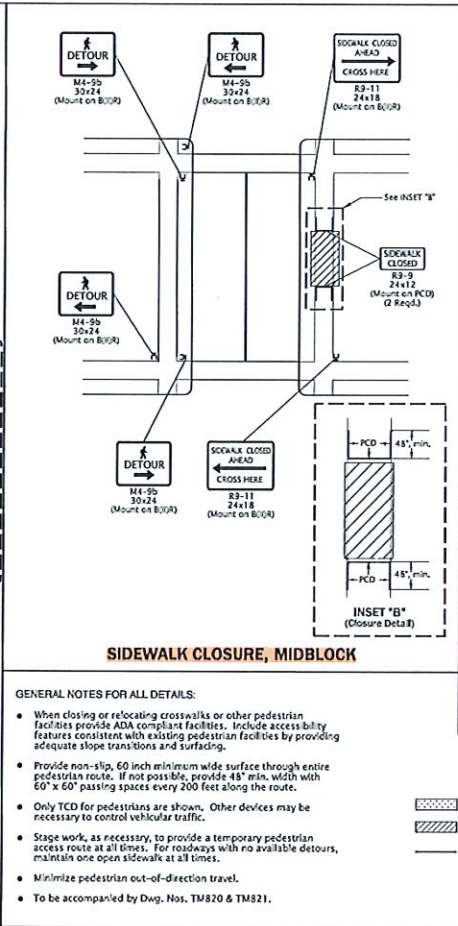 DETOUR
M4-9b
30x24
(Mount on B(II)R)
DETOUR
M4-9b
30x24
(Mount on B(II)R)
SIDEWALK CLOSED
AHEAD
CROSS HERE
R9-11
24x18
(Mount on B(II)R)
See INSET "B"
SIDEWALK
CLOSED
R9-9
24x12
(Mount on PCD)
(2 Reqd.)
DETOUR
M4-9b
30x24
(Mount on B(II)R)
DETOUR
M4-9b
30x24
(Mount on B(II)R)
SIDEWALK CLOSED
AHEAD
CROSS HERE
R9-11
24x18
(Mount on B(II)R)
PCD
48", min.
PCD
48", min.
INSET "B"
(Closure Detail)
SIDEWALK CLOSURE, MIDBLOCK
GENERAL NOTES FOR ALL DETAILS:
• When closing or relocating crosswalks or other pedestrian
facilities provide ADA compliant facilities. Include accessibility
features consistent with existing pedestrian facilities by providing
adequate slope transitions and surfacing.
• Provide non-slip, 60 inch minimum wide surface through entire
pedestrian route. If not possible, provide 48" min. width with
60" x 60" passing spaces every 200 feet along the route.
• Only TCD for pedestrians are shown. Other devices may be
necessary to control vehicular traffic.
• Stage work, as necessary, to provide a temporary pedestrian
access route at all times. For roadways with no available detours,
maintain one open sidewalk at all times.
• Minimize pedestrian out-of-direction travel.
• To be accompanied by Dwg. Nos. TM820 & TM821.